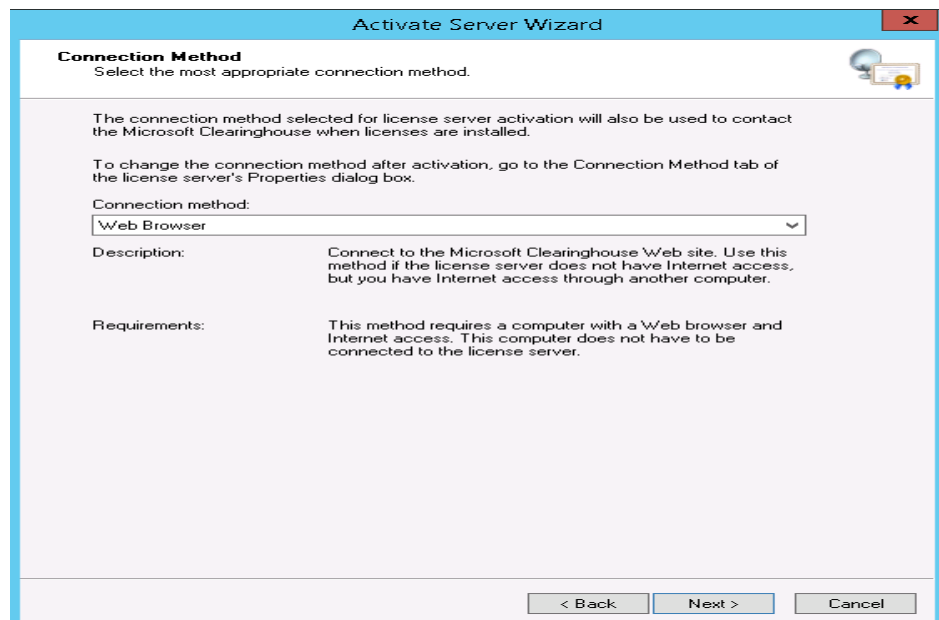 Activate Server Wizard
Connection Method
Select the most appropriate connection method.
The connection method selected for license server activation will also be used to contact
the Microsoft Clearinghouse when licenses are installed.
To change the connection method after activation, go to the Connection Method tab of
the license server's Properties dialog box.
Connection method:
Web Browser
Description:
Connect to the Microsoft Clearinghouse Web site. Use this
method if the license server does not have Internet access,
but you have Internet access through another computer.
Requirements:
This method requires a computer with a Web browser and
Internet access. This computer does not have to be
connected to the license server.
< Back
Next >
Cancel